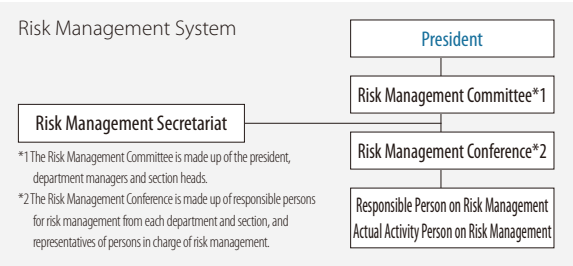 Risk Management System
President
Risk Management Committee*1
Risk Management Secretariat
Risk Management Conference*2
*1 The Risk Management Committee is made up of the president,
department managers and section heads.
*2 The Risk Management Conference is made up of responsible persons
for risk management from each department and section, and
representatives of persons in charge of risk management.
Responsible Person on Risk Management
Actual Activity Person on Risk Management